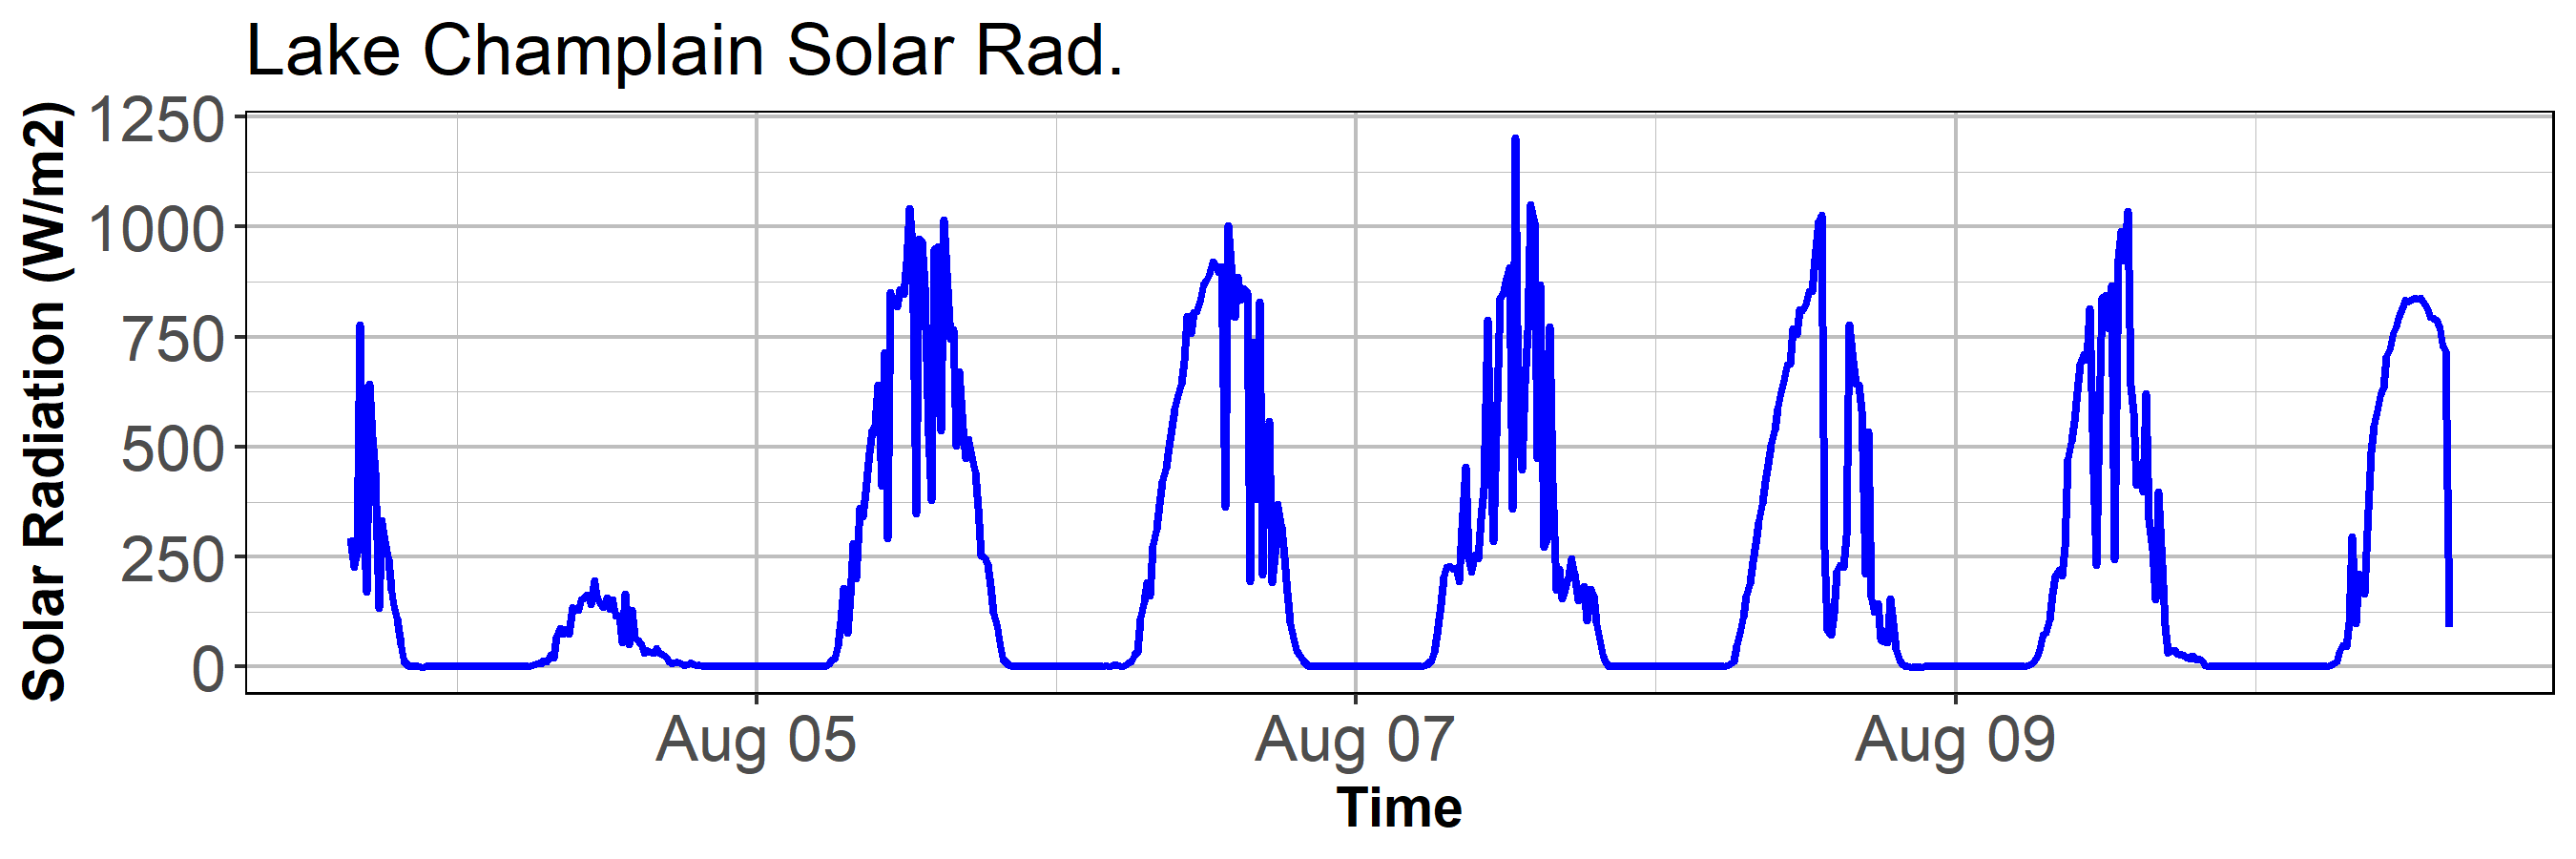 Lake Champlain Solar Rad.
Solar Radiation (W/m2)
1250
1000
750
500
250
0
Aug 05
Aug 07
Aug 09
Time